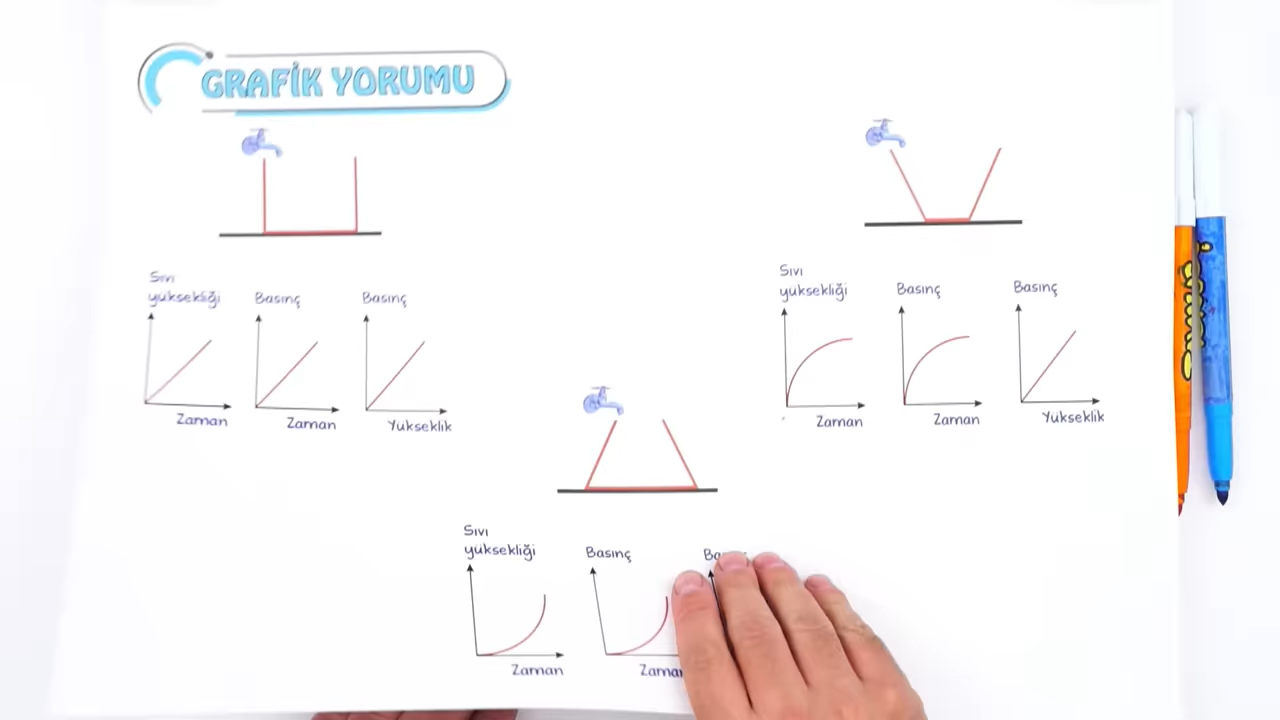 GRAFİK YORUMU
Sıvı
yüksekliği
Basınç
Basınç
Zaman
Zaman
Yükseklik
Sıvı
yüksekliği
Basınç
Basınç
Zaman
Zaman
Yükseklik
Sıvı
yüksekliği
Basınç
Zaman